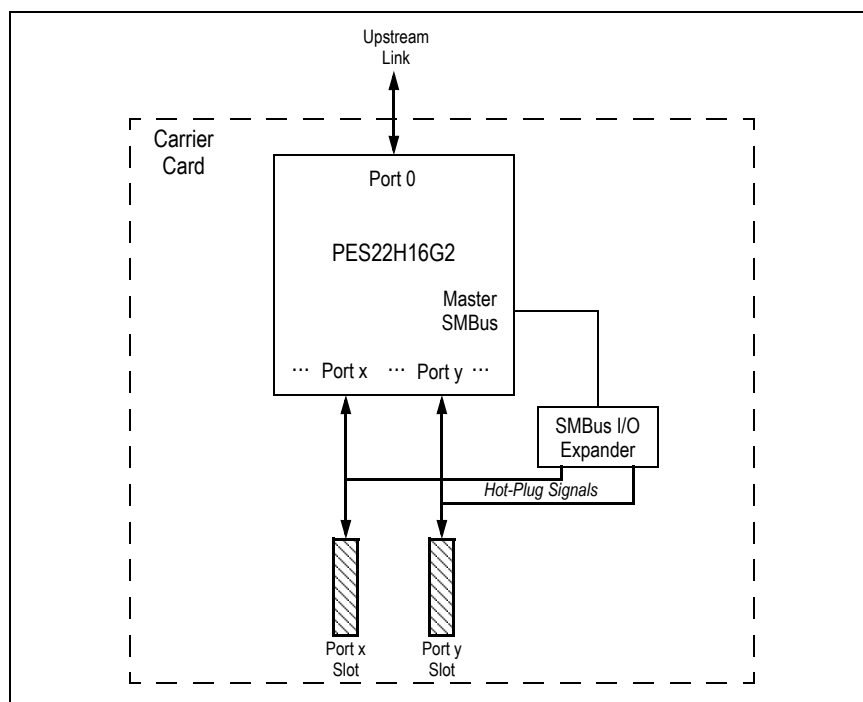 Upstream
Link
Carrier
Card
Port 0
PES22H16G2
Master
SMBus
··· Port x ··· Port y ···
SMBus I/O
Expander
Hot-Plug Signals
Port x
Slot
Port y
Slot